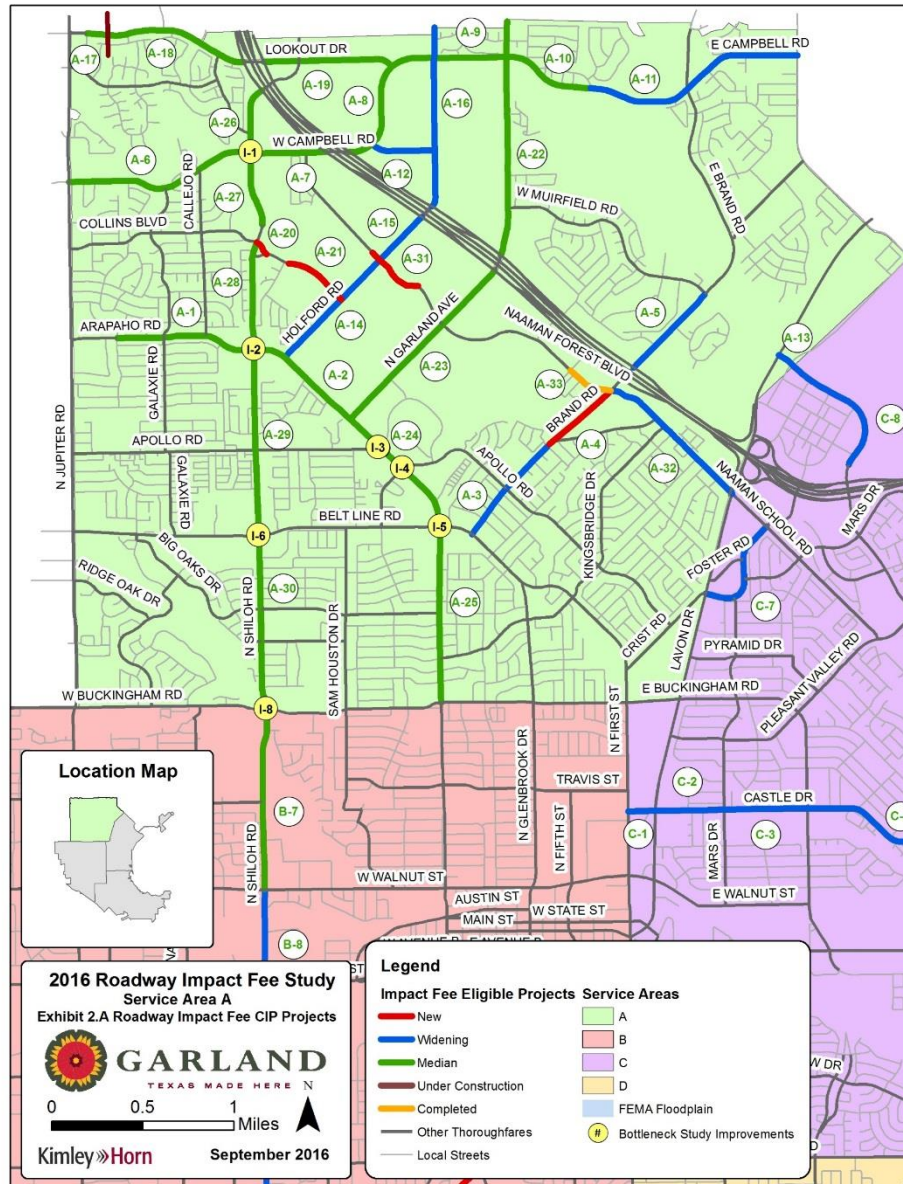 A-9
LOOKOUT DR
E CAMPBELL RD
A-17
A-18
A-10
A-11
A-19
A-8
A-16
A-26
W CAMPBELL RD
I-1
A-6
A-7
A-12
A-22
CALLEJO RD
A-27
A-15
W MUIRFIELD RD
E BRAND RD
COLLINS BLVD
A-20
A-21
A-31
A-28
HOLFORD RD
A-5
A-1
A-14
N GARLAND AVE
NAAMAN FOREST BLVD
A-13
ARAPAHO RD
I-2
GALAXIE RD
A-2
A-23
A-33
BRAND RD
C-8
N JUPITER RD
APOLLO RD
A-29
A-24
I-3
I-4
A-4
A-32
APOLLO RD
KINGSBRIDGE DR
NAAMAN SCHOOL RD
GALAXIE RD
A-3
MARS DR
BELT LINE RD
I-5
I-6
BIG OAKS DR
FOSTER RD
RIDGE OAK DR
A-30
A-25
C-7
N SHILOH RD
SAM HOUSTON DR
CRIST RD
LAVON DR
PYRAMID DR
PLEASANT VALLEY RD
W BUCKINGHAM RD
E BUCKINGHAM RD
I-8
N FIRST ST
Location Map
N GLENBROOK DR
TRAVIS ST
C-2
CASTLE DR
B-7
N FIFTH ST
C-1
MARS DR
C-3
C-
N SHILOH RD
W WALNUT ST
E WALNUT ST
AUSTIN ST
W STATE ST
MAIN ST
B-8
2016 Roadway Impact Fee Study
Service Area A
Exhibit 2.A Roadway Impact Fee CIP Projects
GARLAND
TEXAS MADE HERE
N
0 0.5 1
Miles
Kimley»Horn
September 2016
Legend
Impact Fee Eligible Projects
New
Widening
Median
Under Construction
Completed
Other Thoroughfares
Local Streets
Service Areas
A
B
C
D
FEMA Floodplain
# Bottleneck Study Improvements
W DR